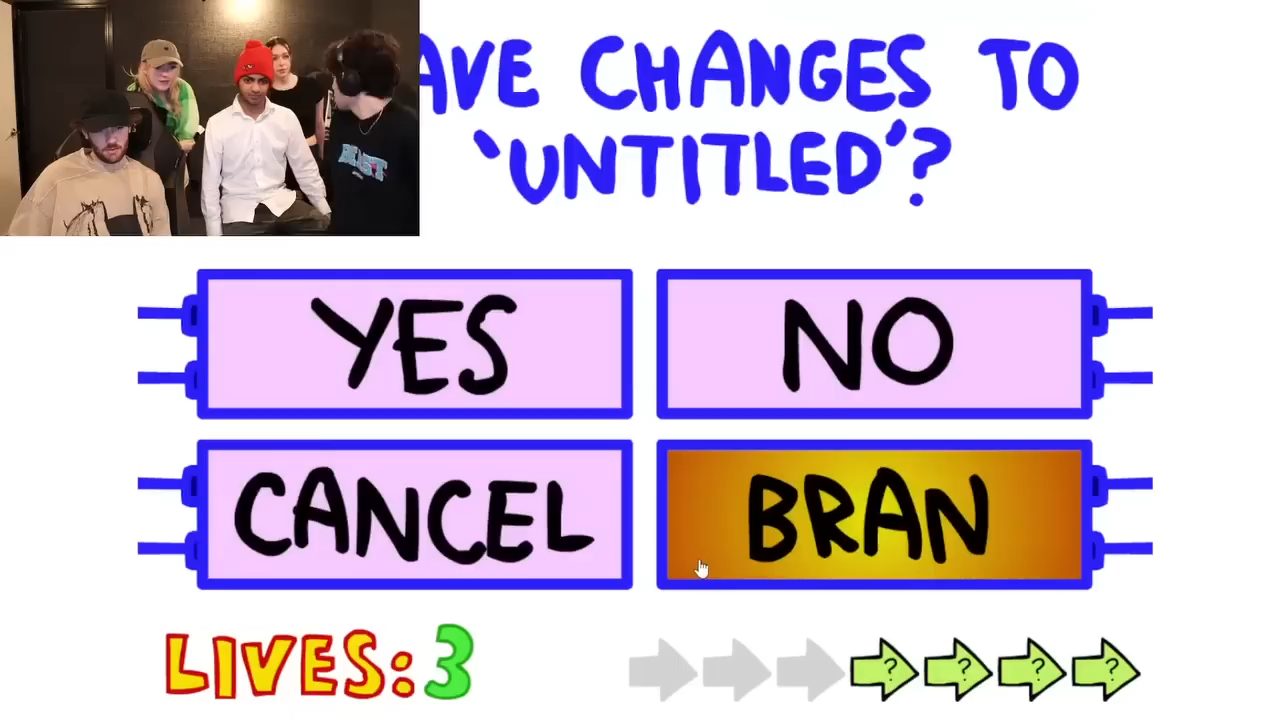 AVE CHANGES TO
'UNTITLED'?
YES
NO
CANCEL
BRAN
LIVES:3
? ? ? ?